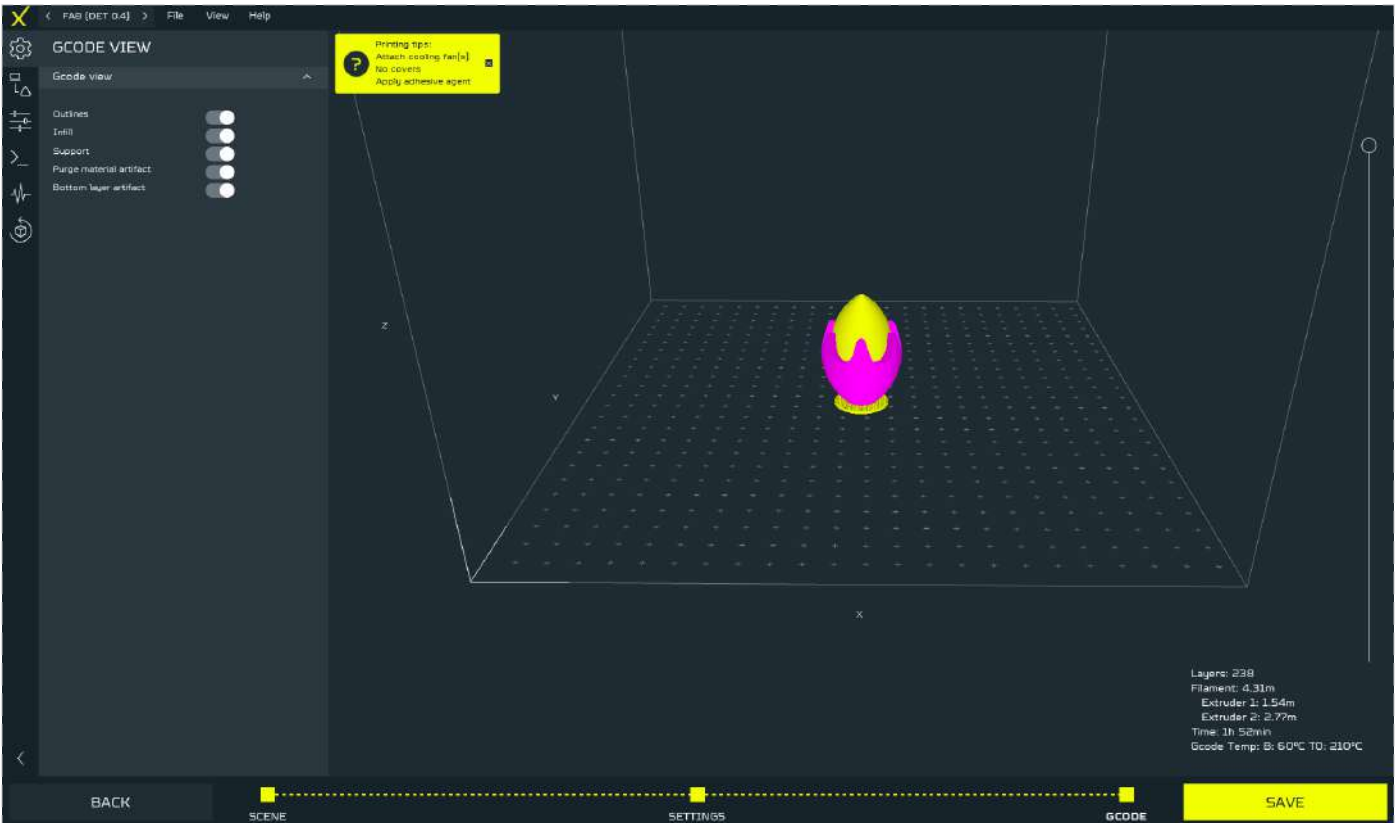 FAB [DET 0.4] File View Help
GCODE VIEW
Gcode view
Outlines
Infill
Support
Purge material artifact
Bottom layer artifact
Printing tips:
Attach cooling fan[s]
No covers
Apply adhesive agent
Z
Y
X
Layers: 238
Filament: 4.31m
Extruder 1: 1.54m
Extruder 2: 2.77m
Time: 1h 52min
Gcode Temp: B: 60°C T0: 210°C
BACK
SCENE
SETTINGS
GCODE
SAVE